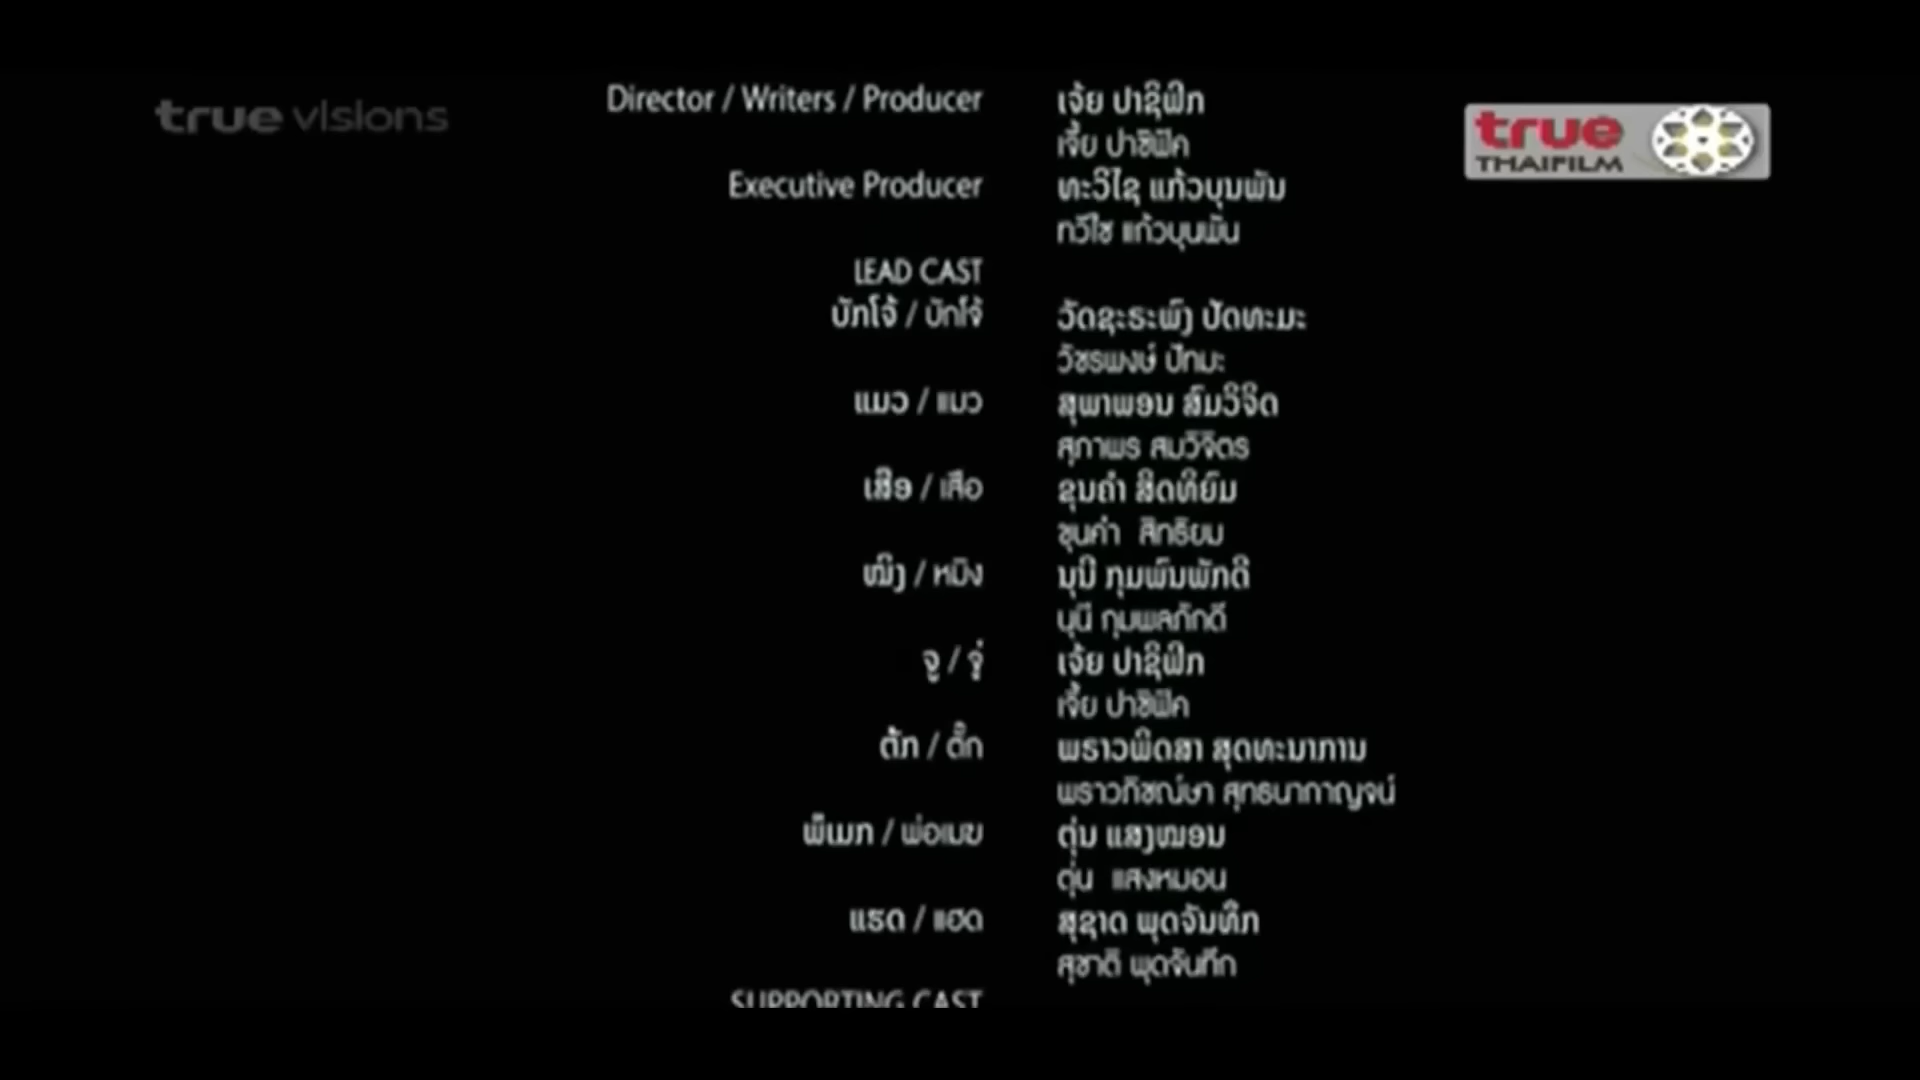 true visions
true
THAIFILM
Director / Writers / Producer ເຈ້ຍ ປາຊິຟິກ
เจี้ย ปาซิฟิค
Executive Producer ທະວີໄຊ ແກ້ວບຸນພັນ
ทวีไซ แก้วบุนพัน
LEAD CAST
ບັກໂຈ້ / บักโจ้ ວັດຊະຣະພົງ ປັດທະມະ
วัชรพงษ์ ปัทมะ
ແມວ / แมว ສຸພາພອນ ສົມວິຈິດ
สุภาพร สมวิจิตร
ເສືອ / เสือ ຂຸນຄຳ ສິດທິຍົມ
ขุนคำ สิทธิยม
ໝິງ / หมิง ນຸນີ ກຸມພົນພັກດີ
นุนี กุมพลภักดี
ຈູ / จู่ ເຈ້ຍ ປາຊິຟິກ
เจี้ย ปาซิฟิค
ຕັກ / ตั๊ก ພຣາວພິດສາ ສຸດທະນາການ
พราวภิชณ์ษา สุทธนากาญจน์
ພໍ່ເມກ / พ่อเมฆ ຕຸ່ນ ແສງໝອນ
ตุ่น แสงหมอน
ແຮດ / แฮด ສຸຊາດ ພຸດຈັນທຶກ
สุชาติ พุดจันทึก
SUPPORTING CAST